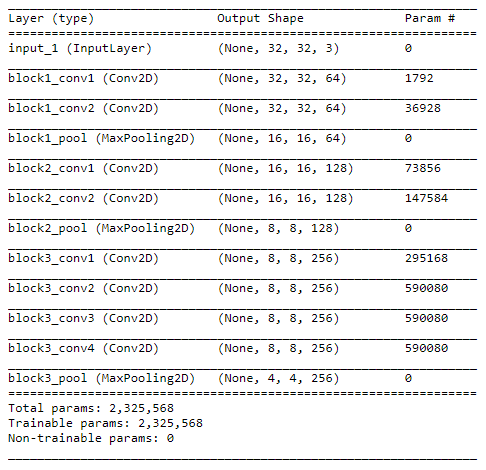 Layer (type) Output Shape Param #
input_1 (InputLayer) (None, 32, 32, 3) 0
block1_conv1 (Conv2D) (None, 32, 32, 64) 1792
block1_conv2 (Conv2D) (None, 32, 32, 64) 36928
block1_pool (MaxPooling2D) (None, 16, 16, 64) 0
block2_conv1 (Conv2D) (None, 16, 16, 128) 73856
block2_conv2 (Conv2D) (None, 16, 16, 128) 147584
block2_pool (MaxPooling2D) (None, 8, 8, 128) 0
block3_conv1 (Conv2D) (None, 8, 8, 256) 295168
block3_conv2 (Conv2D) (None, 8, 8, 256) 590080
block3_conv3 (Conv2D) (None, 8, 8, 256) 590080
block3_conv4 (Conv2D) (None, 8, 8, 256) 590080
block3_pool (MaxPooling2D) (None, 4, 4, 256) 0
Total params: 2,325,568
Trainable params: 2,325,568
Non-trainable params: 0